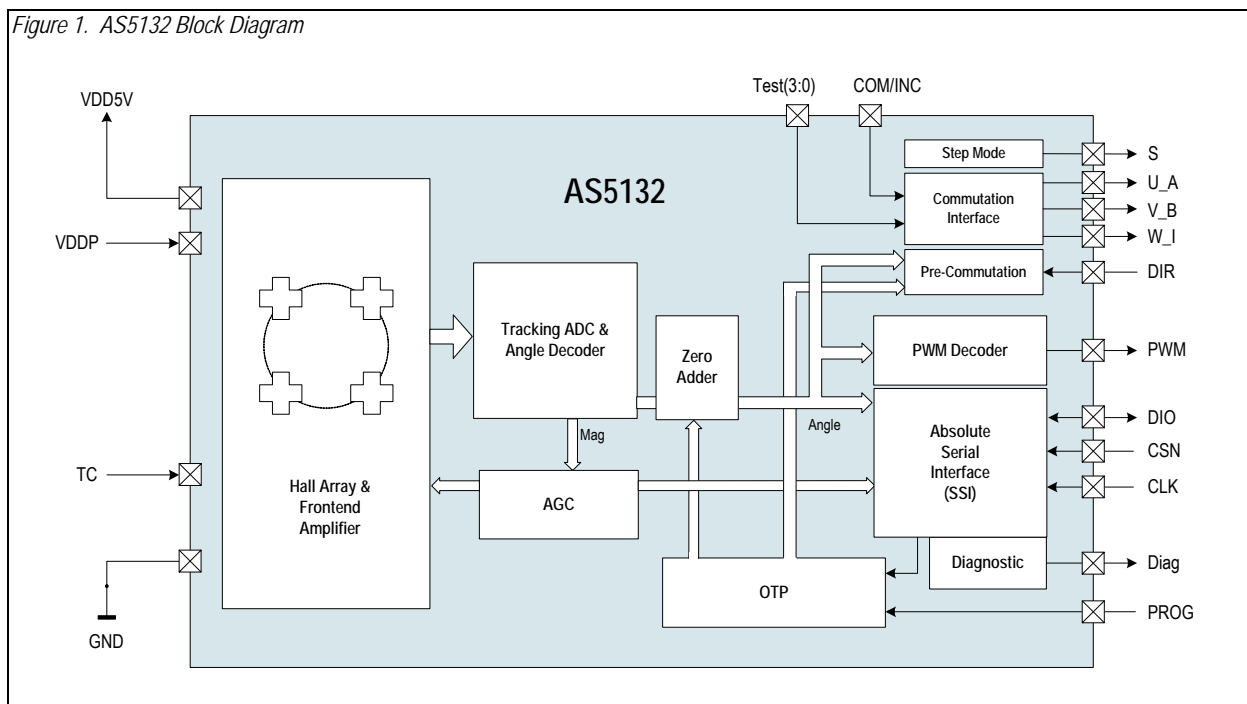 Figure 1. AS5132 Block Diagram
Test(3:0)
COM/INC
VDD5V
VDDP
TC
GND
AS5132
Hall Array &
Frontend
Amplifier
Tracking ADC &
Angle Decoder
Mag
AGC
Zero
Adder
Angle
OTP
Step Mode
Commutation
Interface
Pre-Commutation
PWM Decoder
Absolute
Serial
Interface
(SSI)
Diagnostic
S
U_A
V_B
W_I
DIR
PWM
DIO
CSN
CLK
Diag
PROG